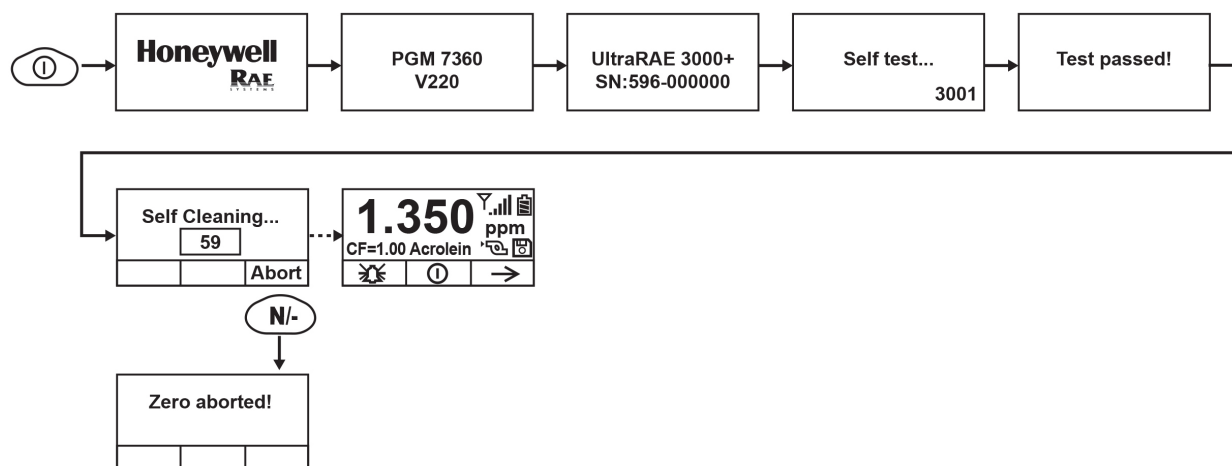 Honeywell
RAE
SYSTEMS
PGM 7360
V220
UltraRAE 3000+
SN:596-000000
Self test...
3001
Test passed!
Self Cleaning...
59
Abort
1.350
ppm
CF=1.00 Acrolein
N/-
Zero aborted!